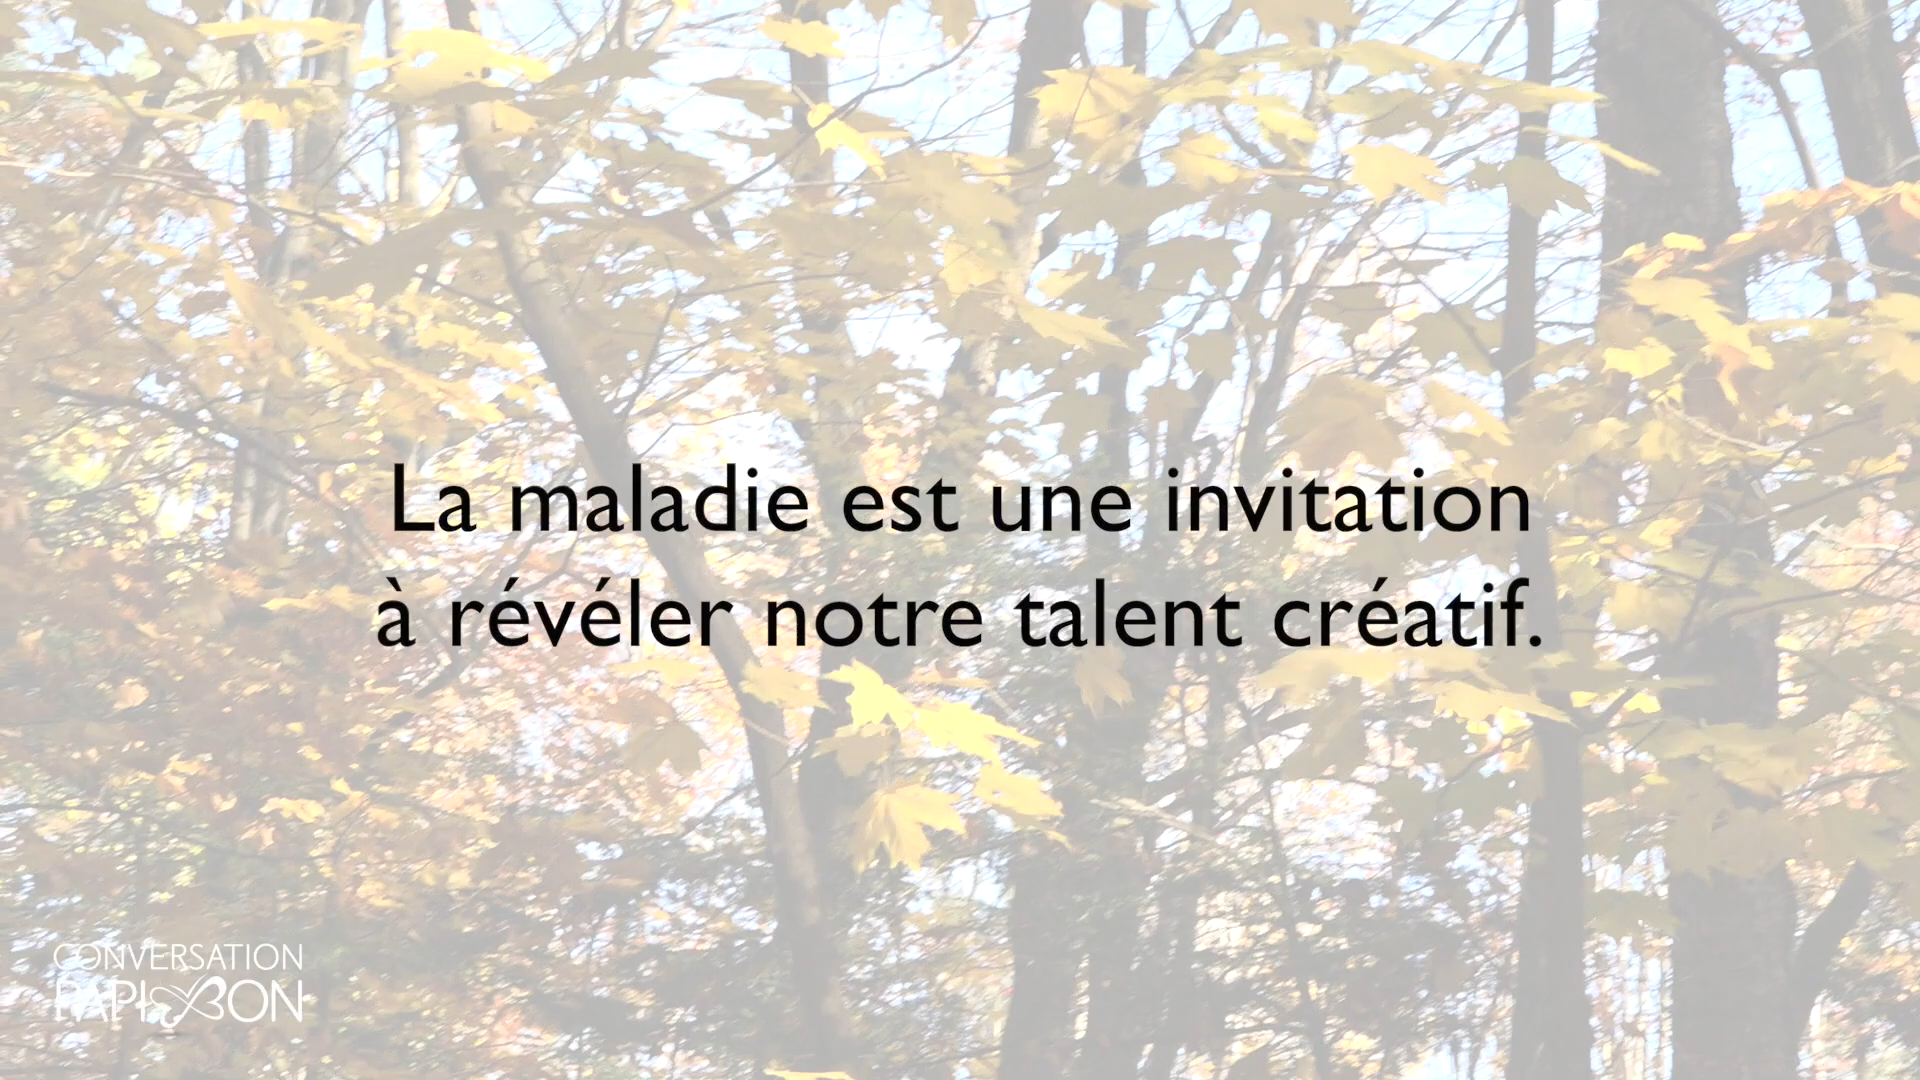 La maladie est une invitation
à révéler notre talent créatif.
CONVERSATION
PAPILLON